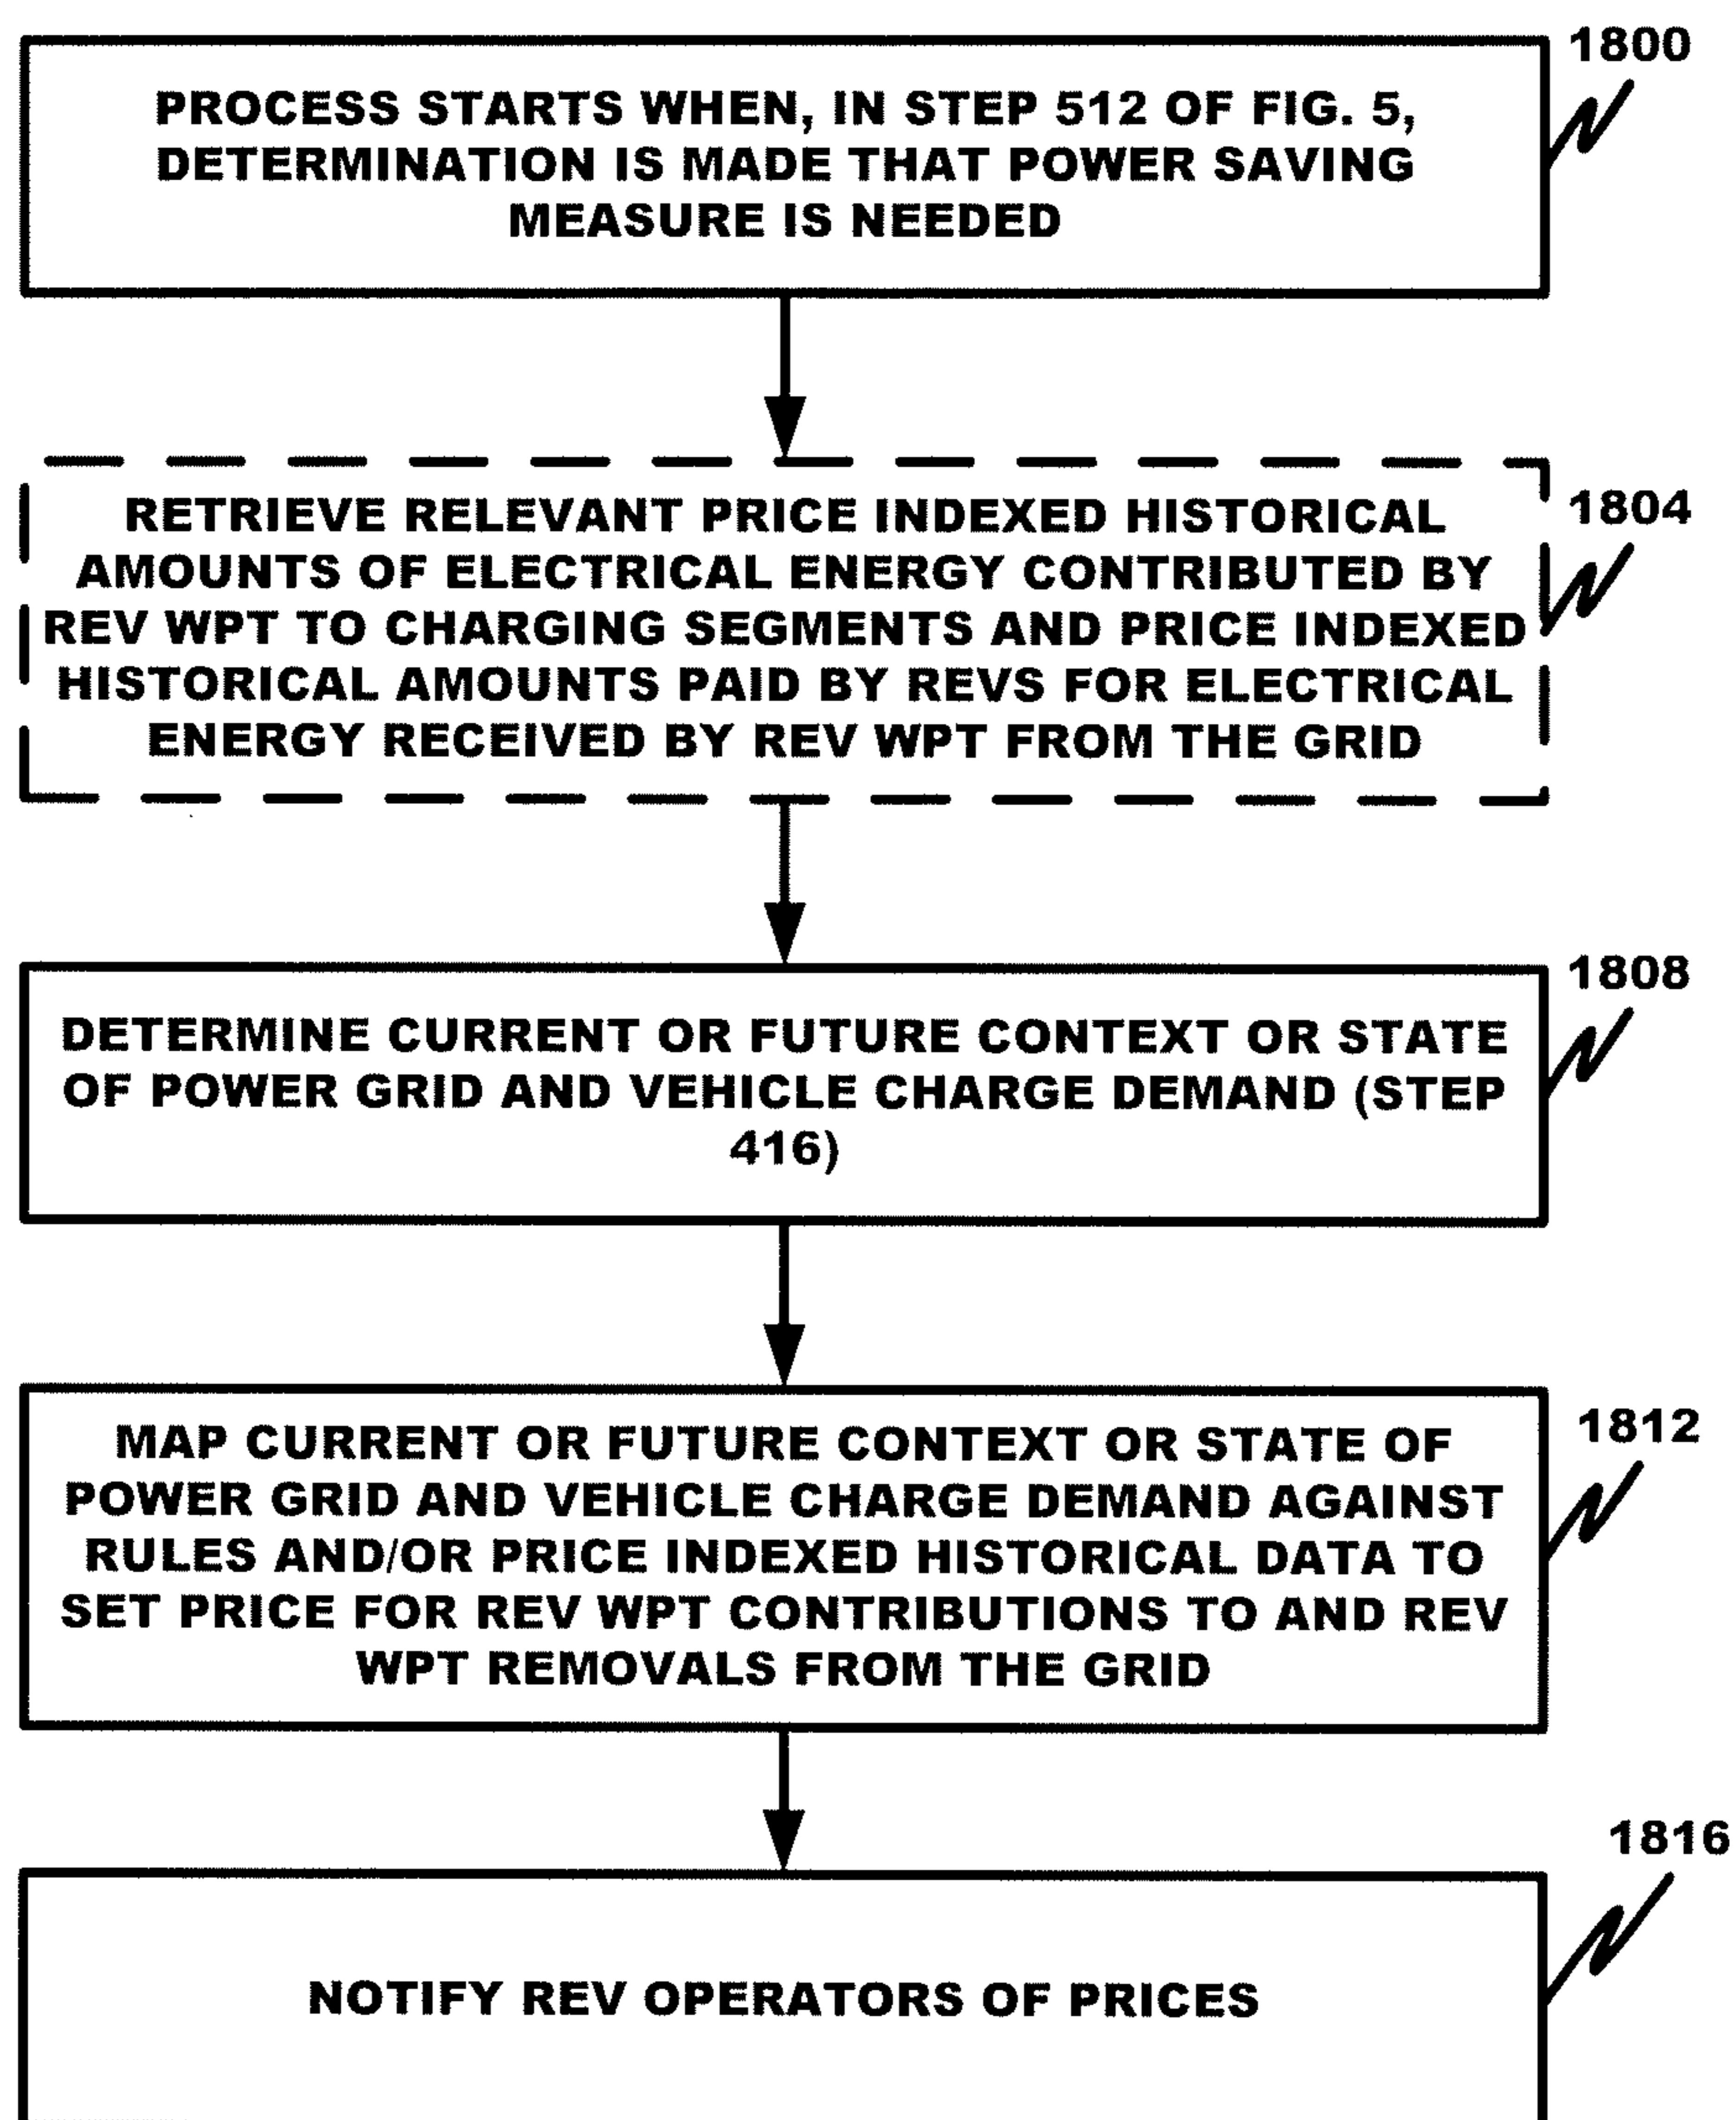 1800
PROCESS STARTS WHEN, IN STEP 512 OF FIG. 5,
DETERMINATION IS MADE THAT POWER SAVING
MEASURE IS NEEDED
1804
RETRIEVE RELEVANT PRICE INDEXED HISTORICAL
AMOUNTS OF ELECTRICAL ENERGY CONTRIBUTED BY
REV WPT TO CHARGING SEGMENTS AND PRICE INDEXED
HISTORICAL AMOUNTS PAID BY REVS FOR ELECTRICAL
ENERGY RECEIVED BY REV WPT FROM THE GRID
1808
DETERMINE CURRENT OR FUTURE CONTEXT OR STATE
OF POWER GRID AND VEHICLE CHARGE DEMAND (STEP
416)
1812
MAP CURRENT OR FUTURE CONTEXT OR STATE OF
POWER GRID AND VEHICLE CHARGE DEMAND AGAINST
RULES AND/OR PRICE INDEXED HISTORICAL DATA TO
SET PRICE FOR REV WPT CONTRIBUTIONS TO AND REV
WPT REMOVALS FROM THE GRID
1816
NOTIFY REV OPERATORS OF PRICES